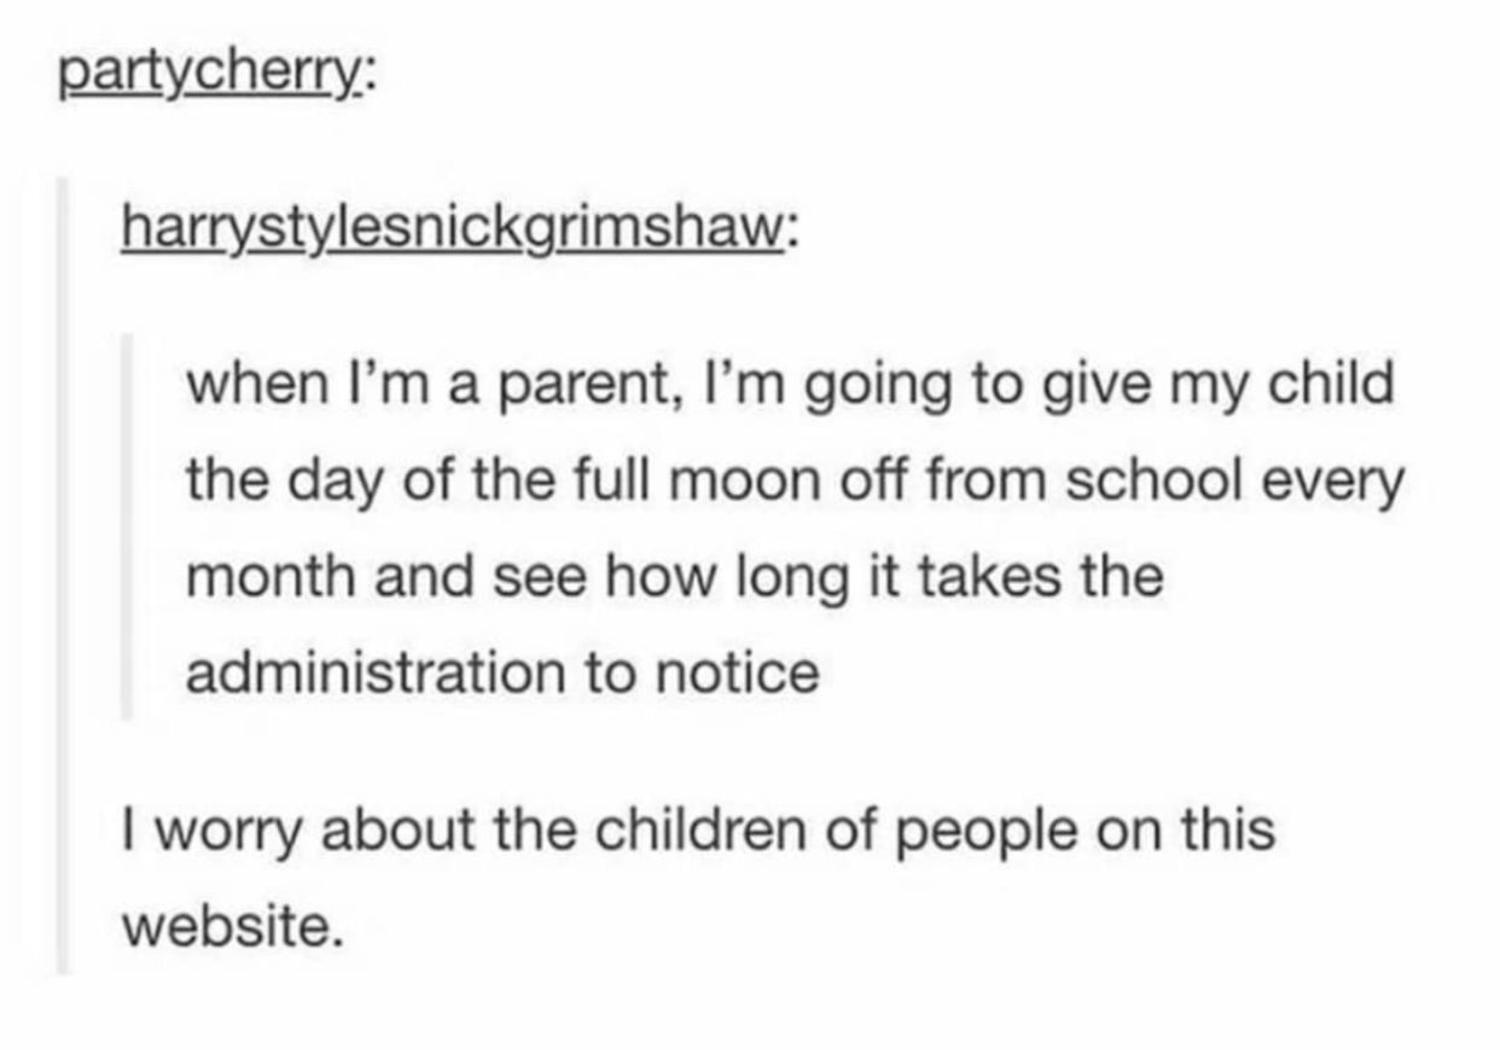 partycherry:
harrystylesnickgrimshaw:
when I’m a parent, I’m going to give my child
the day of the full moon off from school every
month and see how long it takes the
administration to notice
I worry about the children of people on this
website.